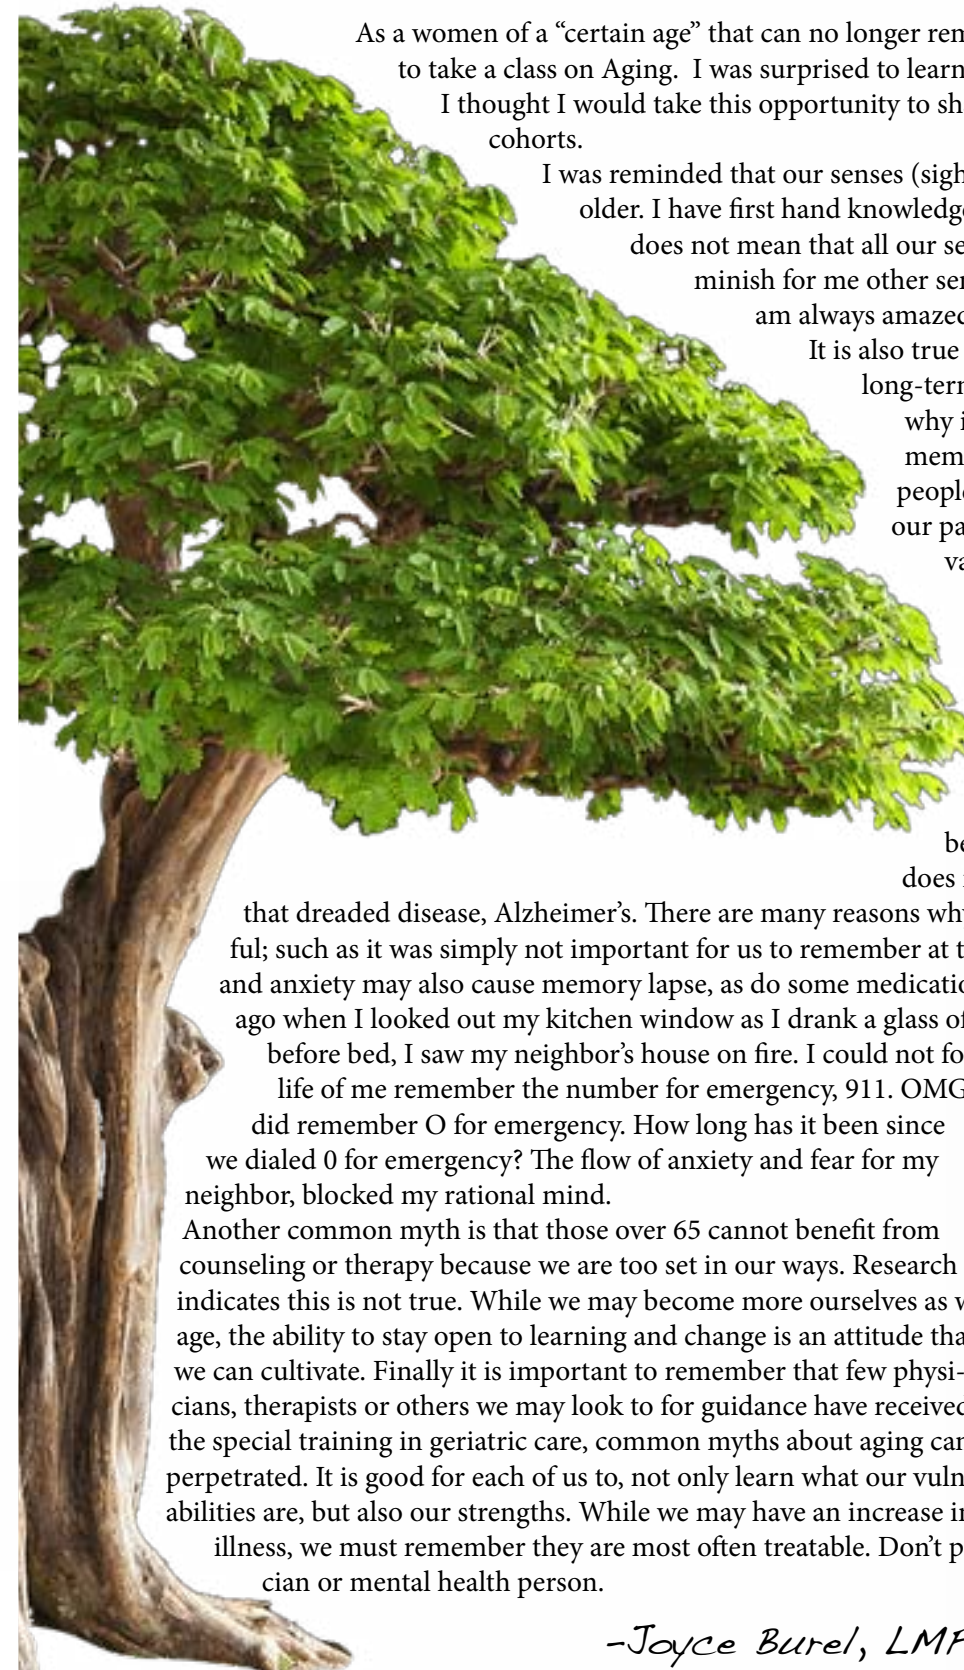 As a women of a “certain age” that can no longer rem
to take a class on Aging.  I was surprised to learn
I thought I would take this opportunity to sh
cohorts.
I was reminded that our senses (sigh
older. I have first hand knowledge
does not mean that all our se
minish for me other sen
am always amazed
It is also true
long-tern
why i
mem
people
our pa
va
be
does
that dreaded disease, Alzheimer’s. There are many reasons why
ful; such as it was simply not important for us to remember at t
and anxiety may also cause memory lapse, as do some medicatio
ago when I looked out my kitchen window as I drank a glass of
before bed, I saw my neighbor’s house on fire. I could not fo
life of me remember the number for emergency, 911. OMG
did remember O for emergency. How long has it been since
we dialed 0 for emergency? The flow of anxiety and fear for my
neighbor, blocked my rational mind.
Another common myth is that those over 65 cannot benefit from
counseling or therapy because we are too set in our ways. Research
indicates this is not true. While we may become more ourselves as w
age, the ability to stay open to learning and change is an attitude tha
we can cultivate. Finally it is important to remember that few physi-
cians, therapists or others we may look to for guidance have received
the special training in geriatric care, common myths about aging can
perpetrated. It is good for each of us to, not only learn what our vuln
abilities are, but also our strengths. While we may have an increase in
illness, we must remember they are most often treatable. Don’t p
cian or mental health person.
-Joyce Burel, LMF